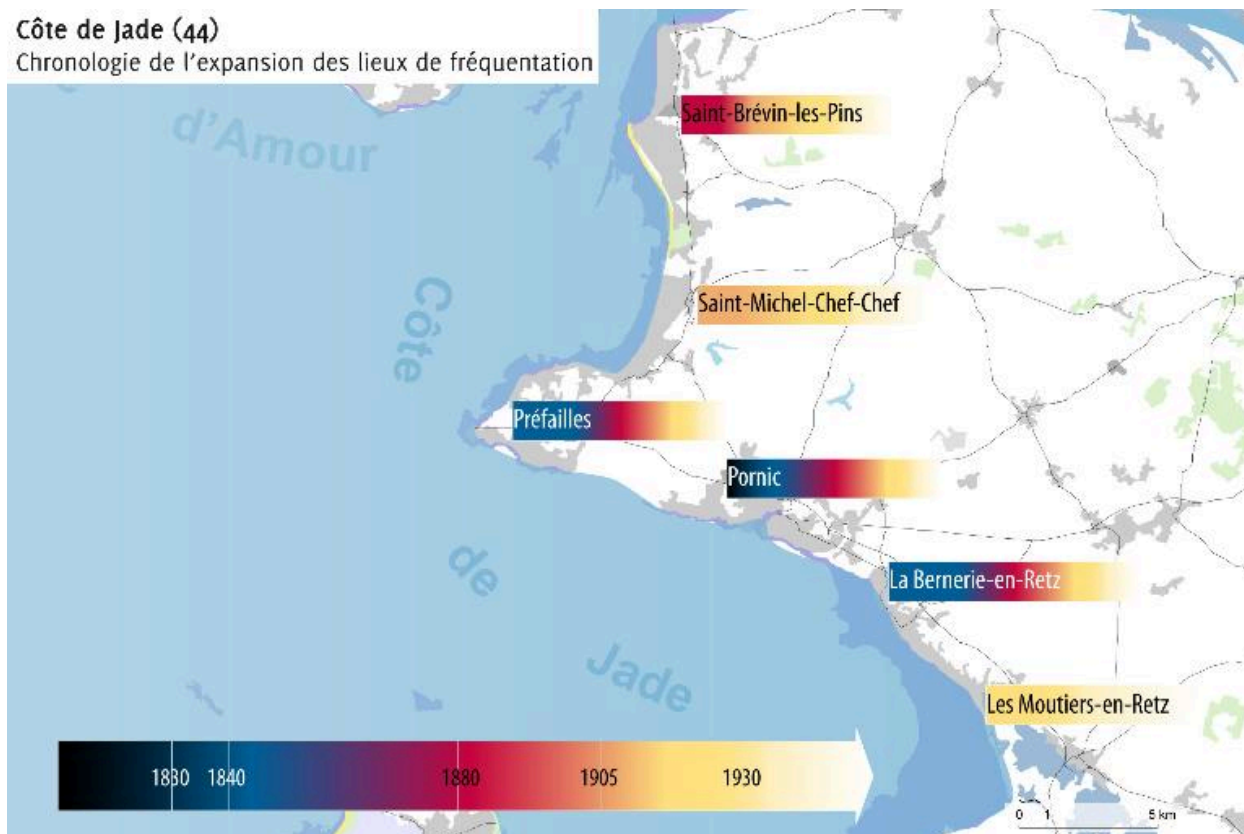 Côte de Jade (44)
Chronologie de l'expansion des lieux de fréquentation
d'Amour
Saint-Brévin-les-Pins
Côte
Saint-Michel-Chef-Chef
Préfailles
Pornic
de
La Bernerie-en-Retz
Jade
Les Moutiers-en-Retz
1830 1840 1880 1905 1930
0 1 5 km